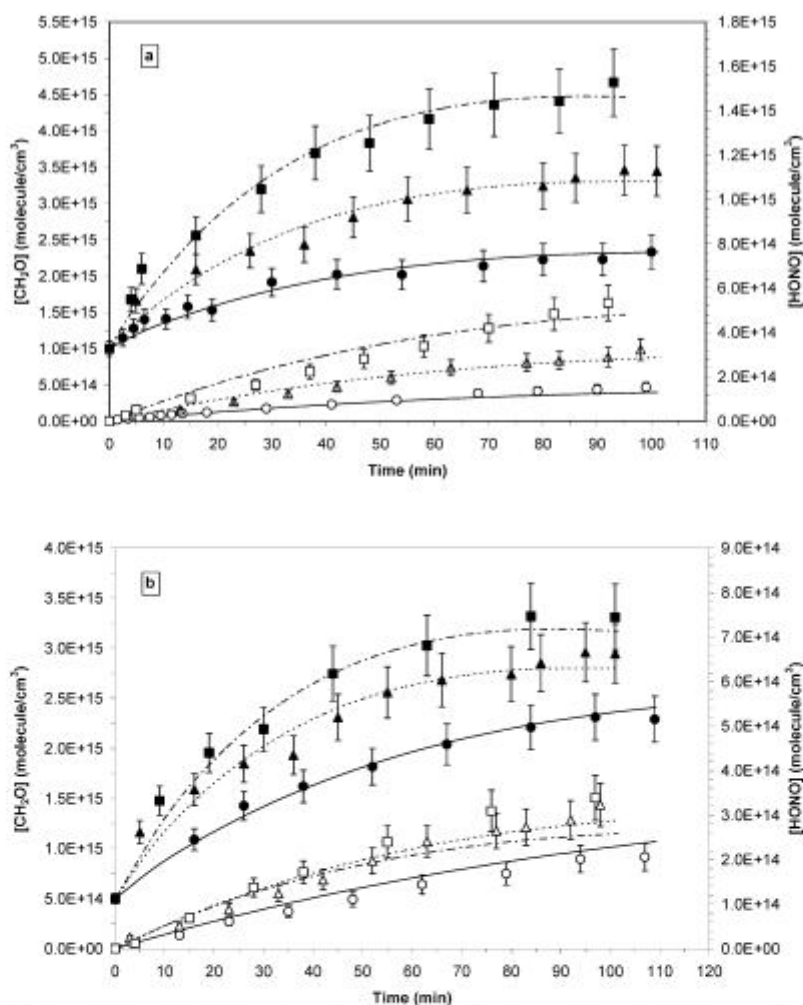 a
5.5E+15
5.0E+15
4.5E+15
4.0E+15
3.5E+15
3.0E+15
2.5E+15
2.0E+15
1.5E+15
1.0E+15
5.0E+14
0.0E+00
[CH₂O] (molecule/cm³)
1.8E+15
1.6E+15
1.4E+15
1.2E+15
1.0E+15
8.0E+14
6.0E+14
4.0E+14
2.0E+14
0.0E+00
[HONO] (molecule/cm³)
0 10 20 30 40 50 60 70 80 90 100 110
Time (min)
b
4.0E+15
3.5E+15
3.0E+15
2.5E+15
2.0E+15
1.5E+15
1.0E+15
5.0E+14
0.0E+00
[CH₂O] (molecule/cm³)
9.0E+14
8.0E+14
7.0E+14
6.0E+14
5.0E+14
4.0E+14
3.0E+14
2.0E+14
1.0E+14
0.0E+00
[HONO] (molecule/cm³)
0 10 20 30 40 50 60 70 80 90 100 110 120
Time (min)